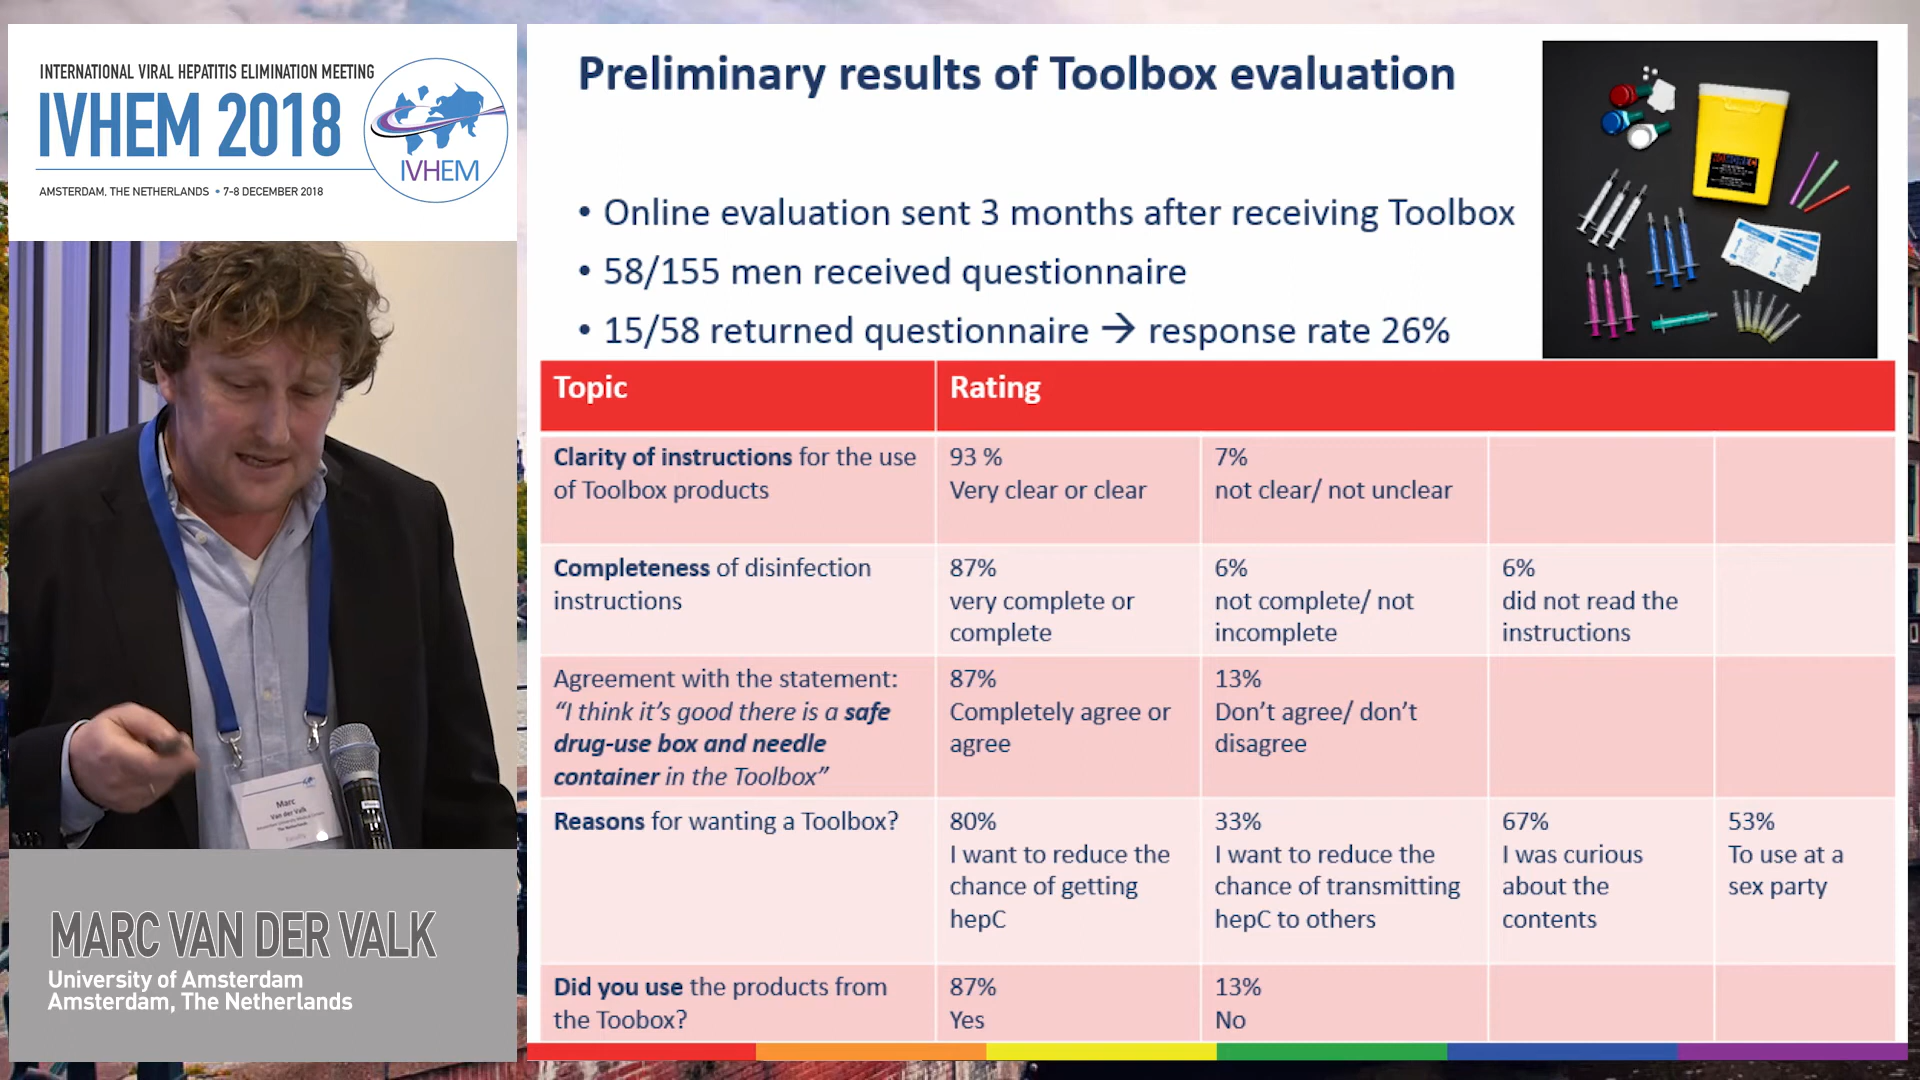 INTERNATIONAL VIRAL HEPATITIS ELIMINATION MEETING
IVHEM 2018
IVHEM
AMSTERDAM, THE NETHERLANDS • 7-8 DECEMBER 2018
Marc
Van der Valk
The Netherlands
MARC VAN DER VALK
University of Amsterdam
Amsterdam, The Netherlands
Preliminary results of Toolbox evaluation
• Online evaluation sent 3 months after receiving Toolbox
• 58/155 men received questionnaire
• 15/58 returned questionnaire → response rate 26%
Topic
Rating
Clarity of instructions for the use
of Toolbox products
93 %
Very clear or clear
7%
not clear/ not unclear
Completeness of disinfection
instructions
87%
very complete or
complete
6%
not complete/ not
incomplete
6%
did not read the
instructions
Agreement with the statement:
“I think it’s good there is a safe
drug-use box and needle
container in the Toolbox”
87%
Completely agree or
agree
13%
Don’t agree/ don’t
disagree
Reasons for wanting a Toolbox?
80%
I want to reduce the
chance of getting
hepC
33%
I want to reduce the
chance of transmitting
hepC to others
67%
I was curious
about the
contents
53%
To use at a
sex party
Did you use the products from
the Toobox?
87%
Yes
13%
No